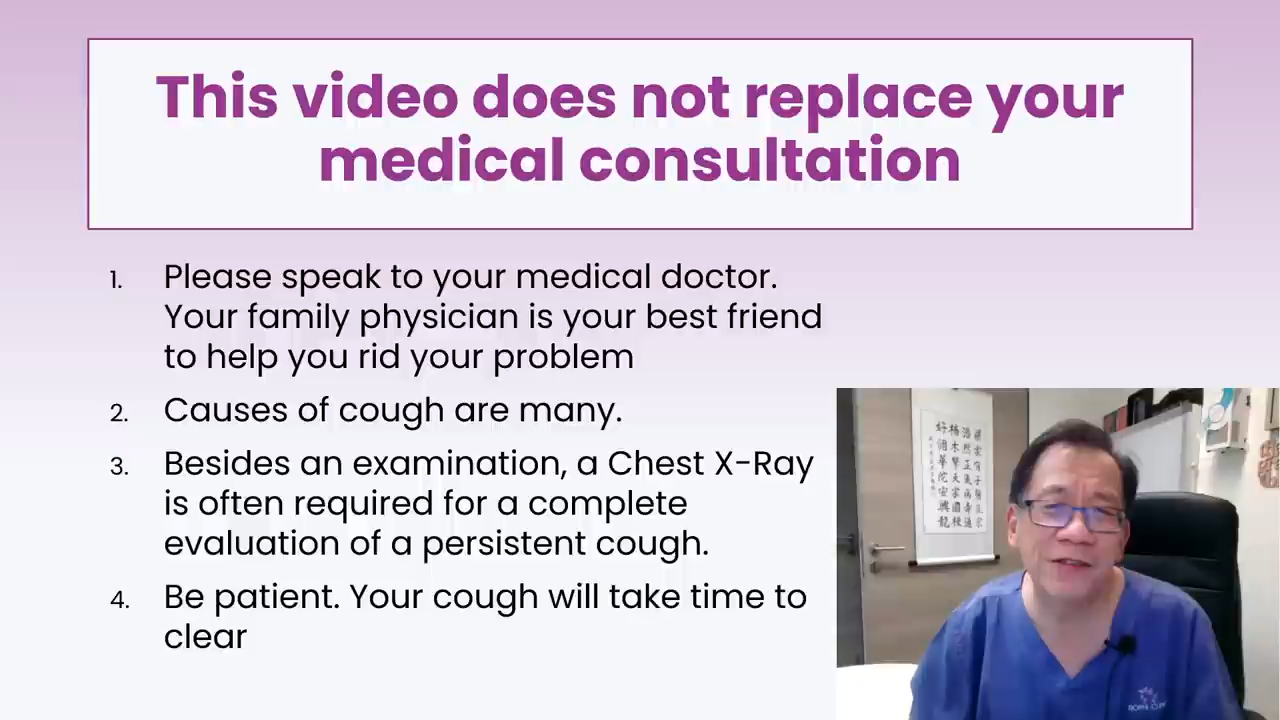 This video does not replace your
medical consultation
1. Please speak to your medical doctor.
Your family physician is your best friend
to help you rid your problem
2. Causes of cough are many.
3. Besides an examination, a Chest X-Ray
is often required for a complete
evaluation of a persistent cough.
4. Be patient. Your cough will take time to
clear